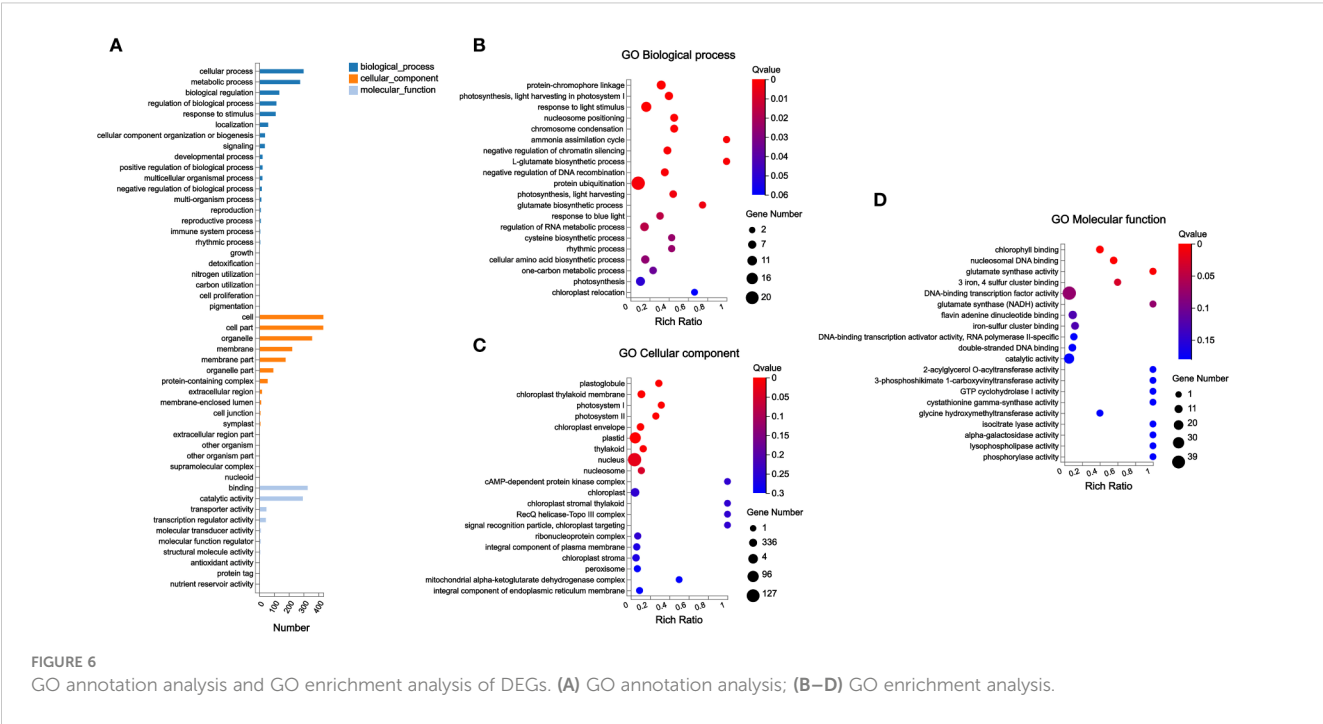 A
cellular process
metabolic process
biological regulation
regulation of biological process
response to stimulus
localization
cellular component organization or biogenesis
signaling
developmental process
positive regulation of biological process
multicellular organismal process
negative regulation of biological process
multi-organism process
reproduction
reproductive process
immune system process
rhythmic process
growth
detoxification
nitrogen utilization
carbon utilization
cell proliferation
pigmentation
cell
cell part
organelle
membrane
membrane part
organelle part
protein-containing complex
extracellular region
membrane-enclosed lumen
cell junction
symplast
extracellular region part
other organism
other organism part
supramolecular complex
nucleoid
binding
catalytic activity
transporter activity
transcription regulator activity
molecular transducer activity
molecular function regulator
structural molecule activity
antioxidant activity
protein tag
nutrient reservoir activity
0 100 200 300 400
Number
biological_process
cellular_component
molecular_function
B
GO Biological process
protein-chromophore linkage
photosynthesis, light harvesting in photosystem I
response to light stimulus
nucleosome positioning
chromosome condensation
ammonia assimilation cycle
negative regulation of chromatin silencing
L-glutamate biosynthetic process
negative regulation of DNA recombination
protein ubiquitination
photosynthesis, light harvesting
glutamate biosynthetic process
response to blue light
regulation of RNA metabolic process
cysteine biosynthetic process
rhythmic process
cellular amino acid biosynthetic process
one-carbon metabolic process
photosynthesis
chloroplast relocation
0 0.2 0.4 0.6 0.8 1
Rich Ratio
Qvalue
0
0.01
0.02
0.03
0.04
0.05
0.06
Gene Number
2
7
11
16
20
C
GO Cellular component
plastoglobule
chloroplast thylakoid membrane
photosystem I
photosystem II
chloroplast envelope
plastid
thylakoid
nucleus
nucleosome
cAMP-dependent protein kinase complex
chloroplast
chloroplast stromal thylakoid
RecQ helicase-Topo III complex
signal recognition particle, chloroplast targeting
ribonucleoprotein complex
integral component of plasma membrane
chloroplast stroma
peroxisome
mitochondrial alpha-ketoglutarate dehydrogenase complex
integral component of endoplasmic reticulum membrane
0 0.2 0.4 0.6 0.8 1
Rich Ratio
Qvalue
0
0.05
0.1
0.15
0.2
0.25
0.3
Gene Number
1
336
4
96
127
D
GO Molecular function
chlorophyll binding
nucleosomal DNA binding
glutamate synthase activity
3 iron, 4 sulfur cluster binding
DNA-binding transcription factor activity
glutamate synthase (NADH) activity
flavin adenine dinucleotide binding
iron-sulfur cluster binding
DNA-binding transcription activator activity, RNA polymerase II-specific
double-stranded DNA binding
catalytic activity
2-acylglycerol O-acyltransferase activity
3-phosphoshikimate 1-carboxyvinyltransferase activity
GTP cyclohydrolase I activity
cystathionine gamma-synthase activity
glycine hydroxymethyltransferase activity
isocitrate lyase activity
alpha-galactosidase activity
lysophospholipase activity
phosphorylase activity
0 0.2 0.4 0.6 0.8 1
Rich Ratio
Qvalue
0
0.05
0.1
0.15
Gene Number
1
11
20
30
39
FIGURE 6
GO annotation analysis and GO enrichment analysis of DEGs. (A) GO annotation analysis; (B–D) GO enrichment analysis.